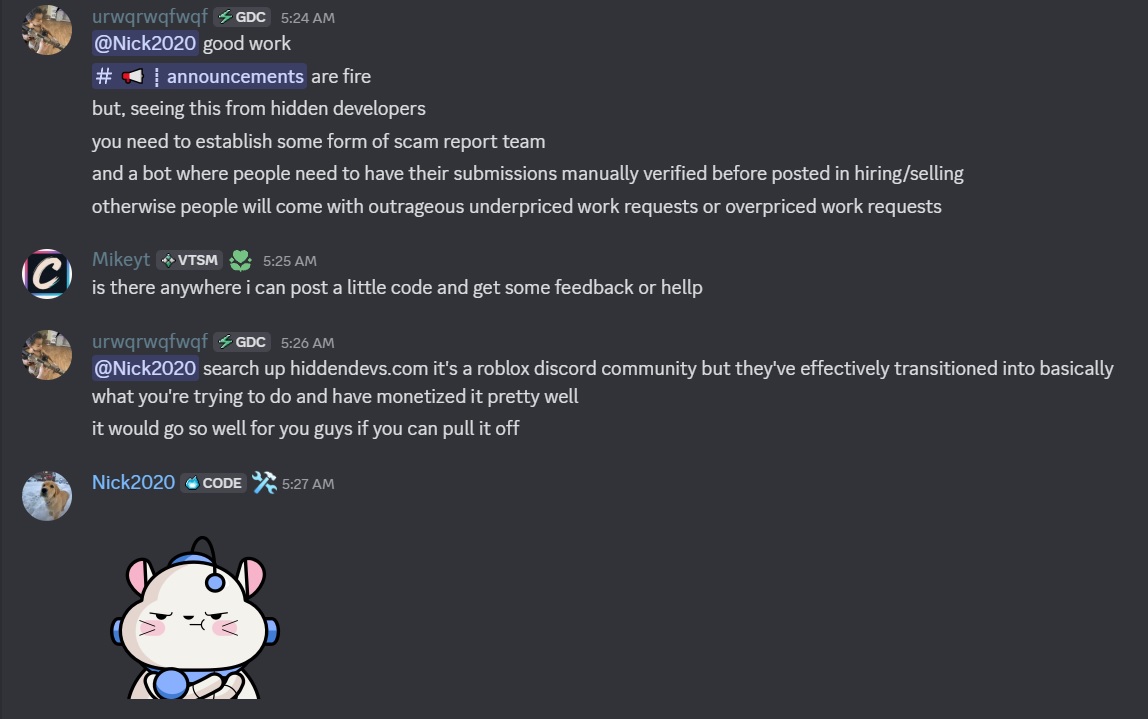 urwqrwqfwqf GDC 5:24 AM
@Nick2020 good work
# ┆ announcements are fire
but, seeing this from hidden developers
you need to establish some form of scam report team
and a bot where people need to have their submissions manually verified before posted in hiring/selling
otherwise people will come with outrageous underpriced work requests or overpriced work requests
Mikeyt VTSM 5:25 AM
is there anywhere i can post a little code and get some feedback or hellp
urwqrwqfwqf GDC 5:26 AM
@Nick2020 search up hiddendevs.com it's a roblox discord community but they've effectively transitioned into basically
what you're trying to do and have monetized it pretty well
it would go so well for you guys if you can pull it off
Nick2020 CODE 5:27 AM